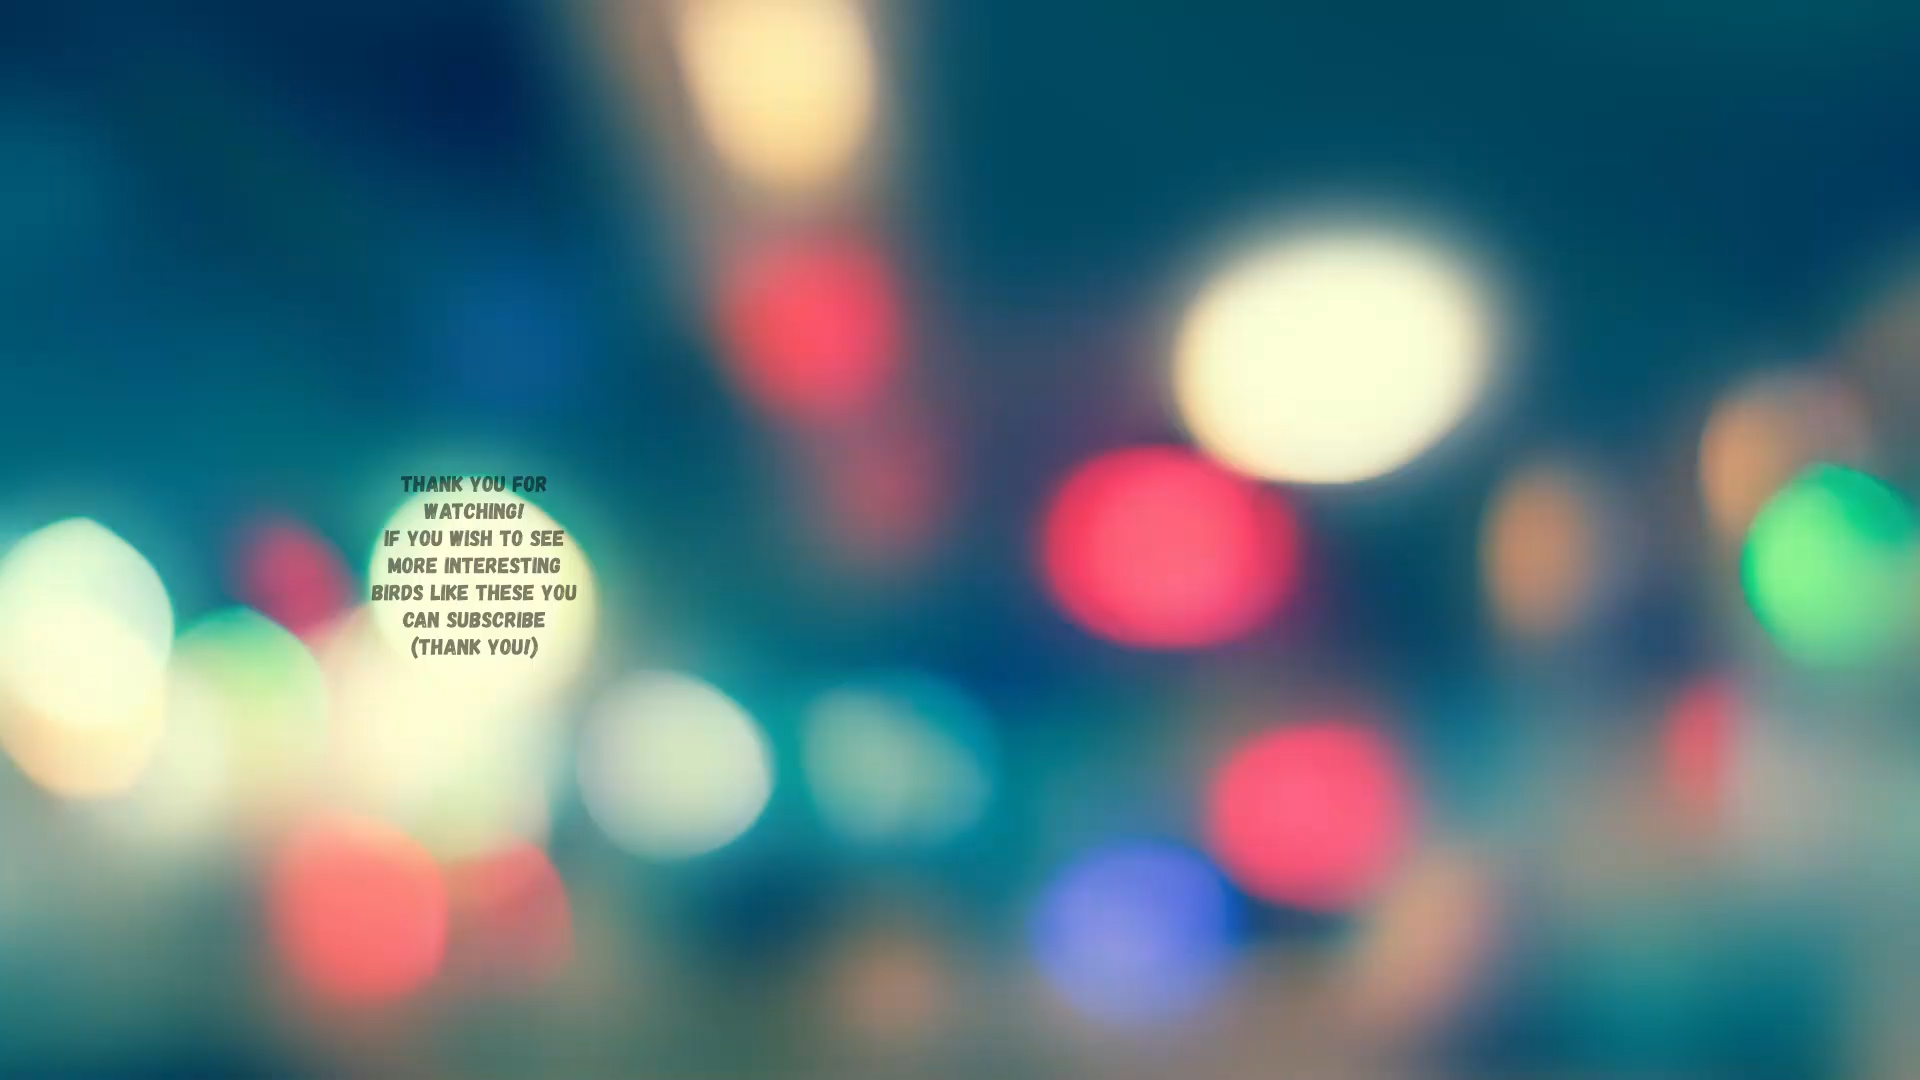 THANK YOU FOR
WATCHING!
IF YOU WISH TO SEE
MORE INTERESTING
BIRDS LIKE THESE YOU
CAN SUBSCRIBE
(THANK YOU!)